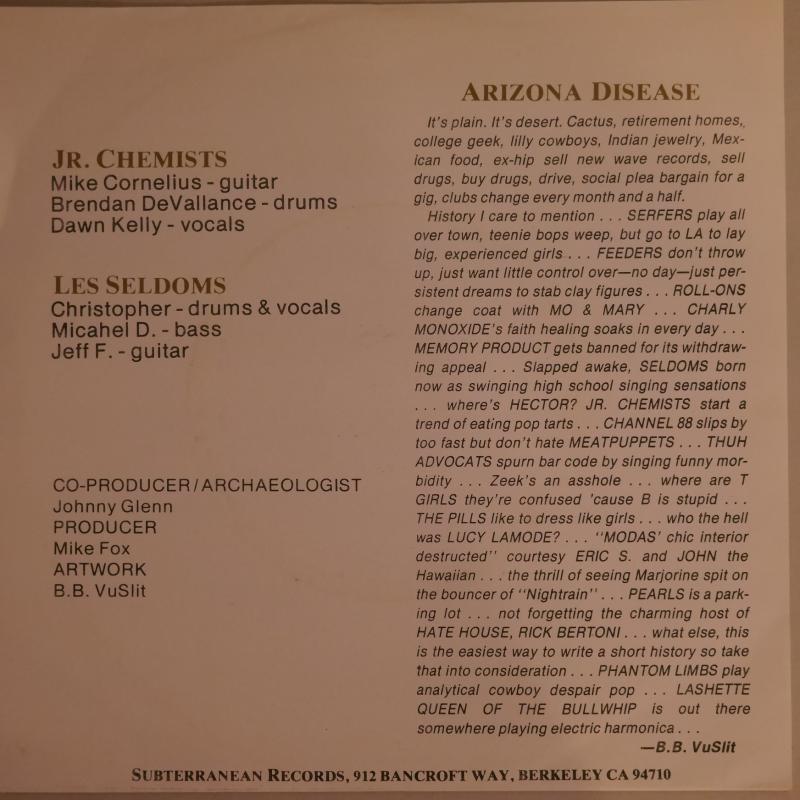 JR. CHEMISTS
Mike Cornelius - guitar
Brendan DeVallance - drums
Dawn Kelly - vocals
LES SELDOMS
Christopher - drums & vocals
Micahel D. - bass
Jeff F. - guitar
CO-PRODUCER/ARCHAEOLOGIST
Johnny Glenn
PRODUCER
Mike Fox
ARTWORK
B.B. VuSlit
ARIZONA DISEASE
It's plain. It's desert. Cactus, retirement homes,
college geek, lilly cowboys, Indian jewelry, Mex-
ican food, ex-hip sell new wave records, sell
drugs, buy drugs, drive, social plea bargain for a
gig, clubs change every month and a half.
History I care to mention . . . SERFERS play all
over town, teenie bops weep, but go to LA to lay
big, experienced girls . . . FEEDERS don't throw
up, just want little control over—no day—just per-
sistent dreams to stab clay figures . . . ROLL-ONS
change coat with MO & MARY . . . CHARLY
MONOXIDE's faith healing soaks in every day . . .
MEMORY PRODUCT gets banned for its withdraw-
ing appeal . . . Slapped awake, SELDOMS born
now as swinging high school singing sensations
. . . where's HECTOR? JR. CHEMISTS start a
trend of eating pop tarts . . . CHANNEL 88 slips by
too fast but don't hate MEATPUPPETS . . . THUH
ADVOCATS spurn bar code by singing funny mor-
bidity . . . Zeek's an asshole . . . where are T
GIRLS they're confused 'cause B is stupid . . .
THE PILLS like to dress like girls . . . who the hell
was LUCY LAMODE? . . . "MODAS' chic interior
destructed" courtesy ERIC S. and JOHN the
Hawaiian . . . the thrill of seeing Marjorine spit on
the bouncer of "Nightrain" . . . PEARLS is a park-
ing lot . . . not forgetting the charming host of
HATE HOUSE, RICK BERTONI . . . what else, this
is the easiest way to write a short history so take
that into consideration . . . PHANTOM LIMBS play
analytical cowboy despair pop . . . LASHETTE
QUEEN OF THE BULLWHIP is out there
somewhere playing electric harmonica . . .
—B.B. VuSlit
SUBTERRANEAN RECORDS, 912 BANCROFT WAY, BERKELEY CA 94710